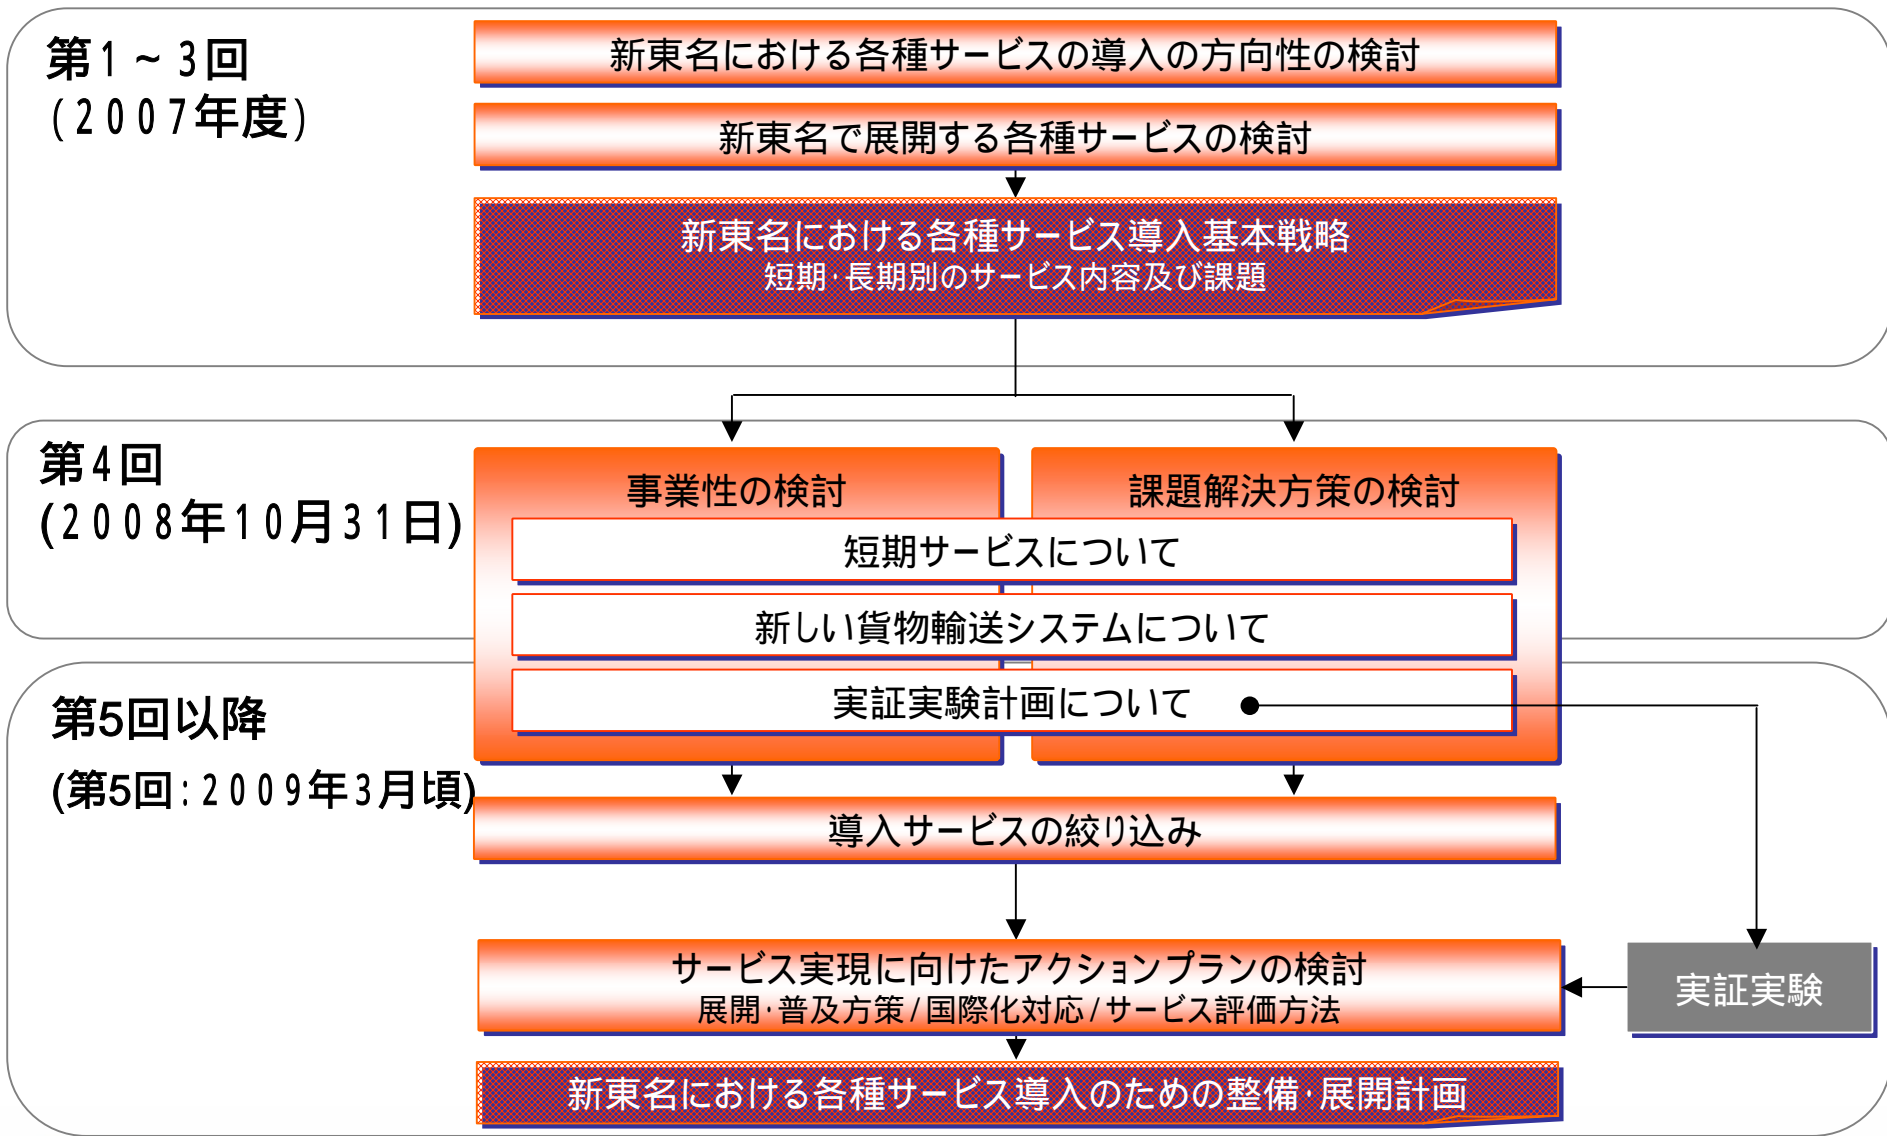 第1~3回
(2007年度)
新東名における各種サービスの導入の方向性の検討
新東名で展開する各種サービスの検討
新東名における各種サービス導入基本戦略
短期・長期別のサービス内容及び課題
第4回
(2008年10月31日)
事業性の検討
課題解決方策の検討
短期サービスについて
新しい貨物輸送システムについて
実証実験計画について
第5回以降
(第5回:2009年3月頃)
導入サービスの絞り込み
サービス実現に向けたアクションプランの検討
展開・普及方策/国際化対応/サービス評価方法
実証実験
新東名における各種サービス導入のための整備・展開計画